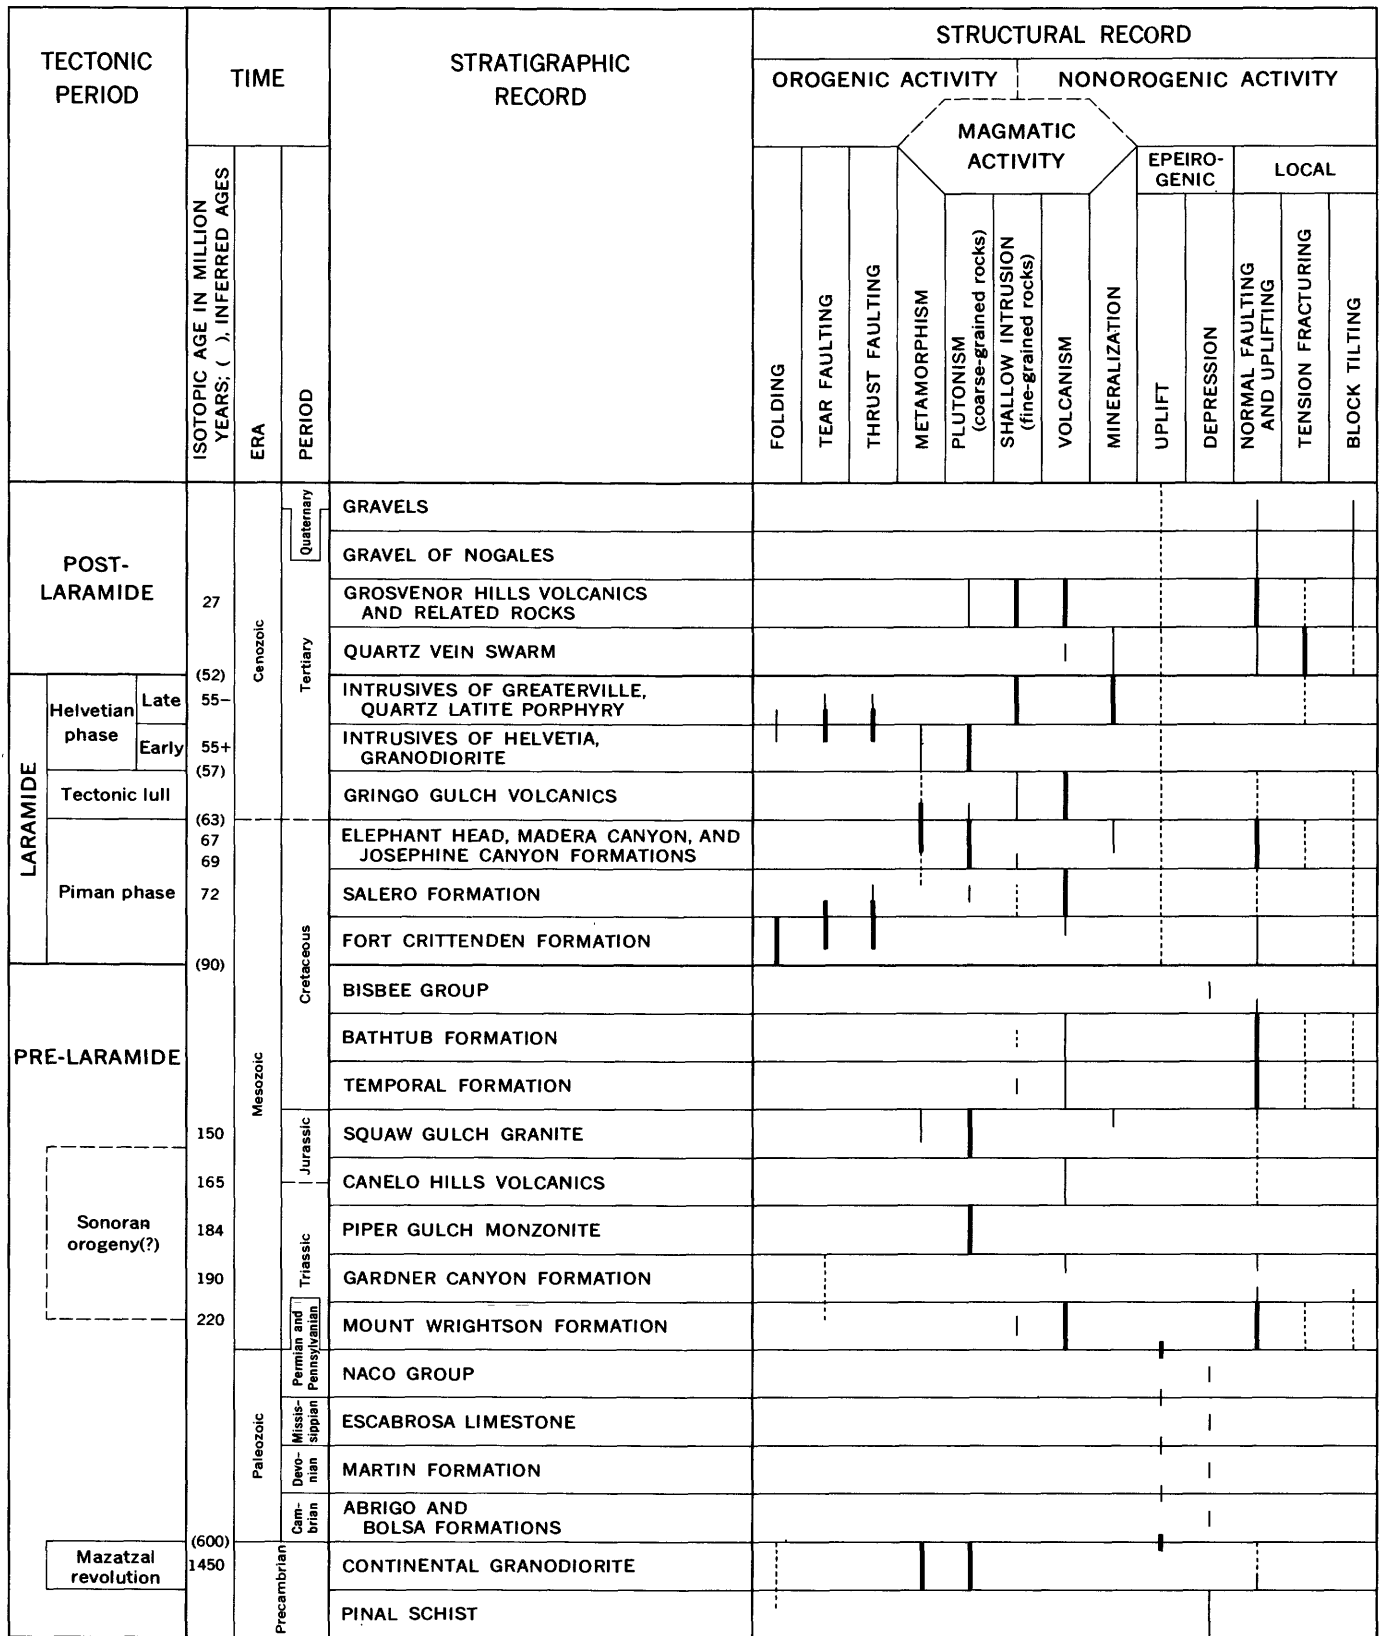 TECTONIC
PERIOD
TIME
STRATIGRAPHIC
RECORD
STRUCTURAL RECORD
OROGENIC ACTIVITY
NONOROGENIC ACTIVITY
MAGMATIC
ACTIVITY
EPEIRO-
GENIC
LOCAL
ISOTOPIC AGE IN MILLION
YEARS; ( ), INFERRED AGES
ERA
PERIOD
FOLDING
TEAR FAULTING
THRUST FAULTING
METAMORPHISM
PLUTONISM
(coarse-grained rocks)
SHALLOW INTRUSION
(fine-grained rocks)
VOLCANISM
MINERALIZATION
UPLIFT
DEPRESSION
NORMAL FAULTING
AND UPLIFTING
TENSION FRACTURING
BLOCK TILTING
POST-
LARAMIDE
LARAMIDE
Helvetian
phase
Late
Early
Tectonic lull
Piman phase
PRE-LARAMIDE
Sonoran
orogeny(?)
Mazatzal
revolution
27
(52)
55–
55+
(57)
(63)
67
69
72
(90)
150
165
184
190
220
(600)
1450
Cenozoic
Mesozoic
Paleozoic
Precambrian
Quaternary
Tertiary
Cretaceous
Jurassic
Triassic
Permian and
Pennsylvanian
Missis-
sippian
Devo-
nian
Cam-
brian
GRAVELS
GRAVEL OF NOGALES
GROSVENOR HILLS VOLCANICS
AND RELATED ROCKS
QUARTZ VEIN SWARM
INTRUSIVES OF GREATERVILLE,
QUARTZ LATITE PORPHYRY
INTRUSIVES OF HELVETIA,
GRANODIORITE
GRINGO GULCH VOLCANICS
ELEPHANT HEAD, MADERA CANYON, AND
JOSEPHINE CANYON FORMATIONS
SALERO FORMATION
FORT CRITTENDEN FORMATION
BISBEE GROUP
BATHTUB FORMATION
TEMPORAL FORMATION
SQUAW GULCH GRANITE
CANELO HILLS VOLCANICS
PIPER GULCH MONZONITE
GARDNER CANYON FORMATION
MOUNT WRIGHTSON FORMATION
NACO GROUP
ESCABROSA LIMESTONE
MARTIN FORMATION
ABRIGO AND
BOLSA FORMATIONS
CONTINENTAL GRANODIORITE
PINAL SCHIST